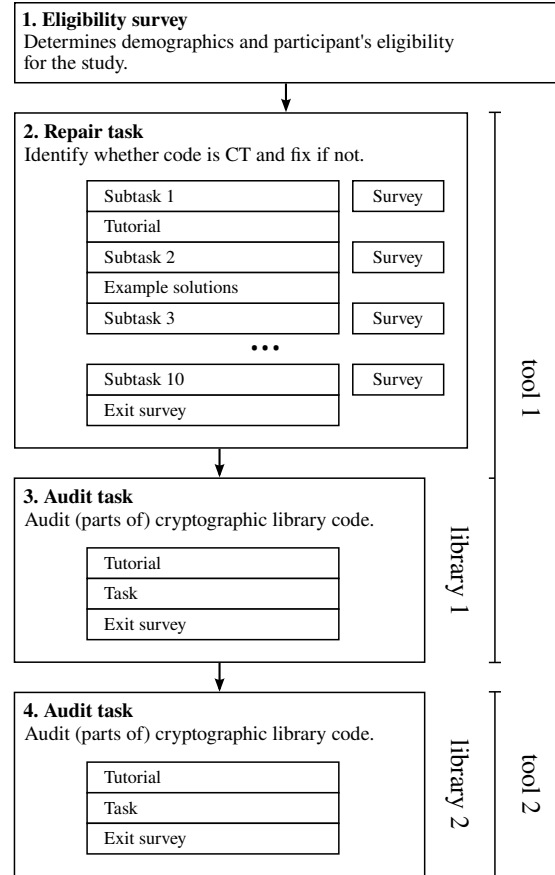 1. Eligibility survey
Determines demographics and participant's eligibility
for the study.
2. Repair task
Identify whether code is CT and fix if not.
Subtask 1
Survey
Tutorial
Subtask 2
Survey
Example solutions
Subtask 3
Survey
...
Subtask 10
Survey
Exit survey
tool 1
3. Audit task
Audit (parts of) cryptographic library code.
Tutorial
Task
Exit survey
library 1
4. Audit task
Audit (parts of) cryptographic library code.
Tutorial
Task
Exit survey
library 2
tool 2